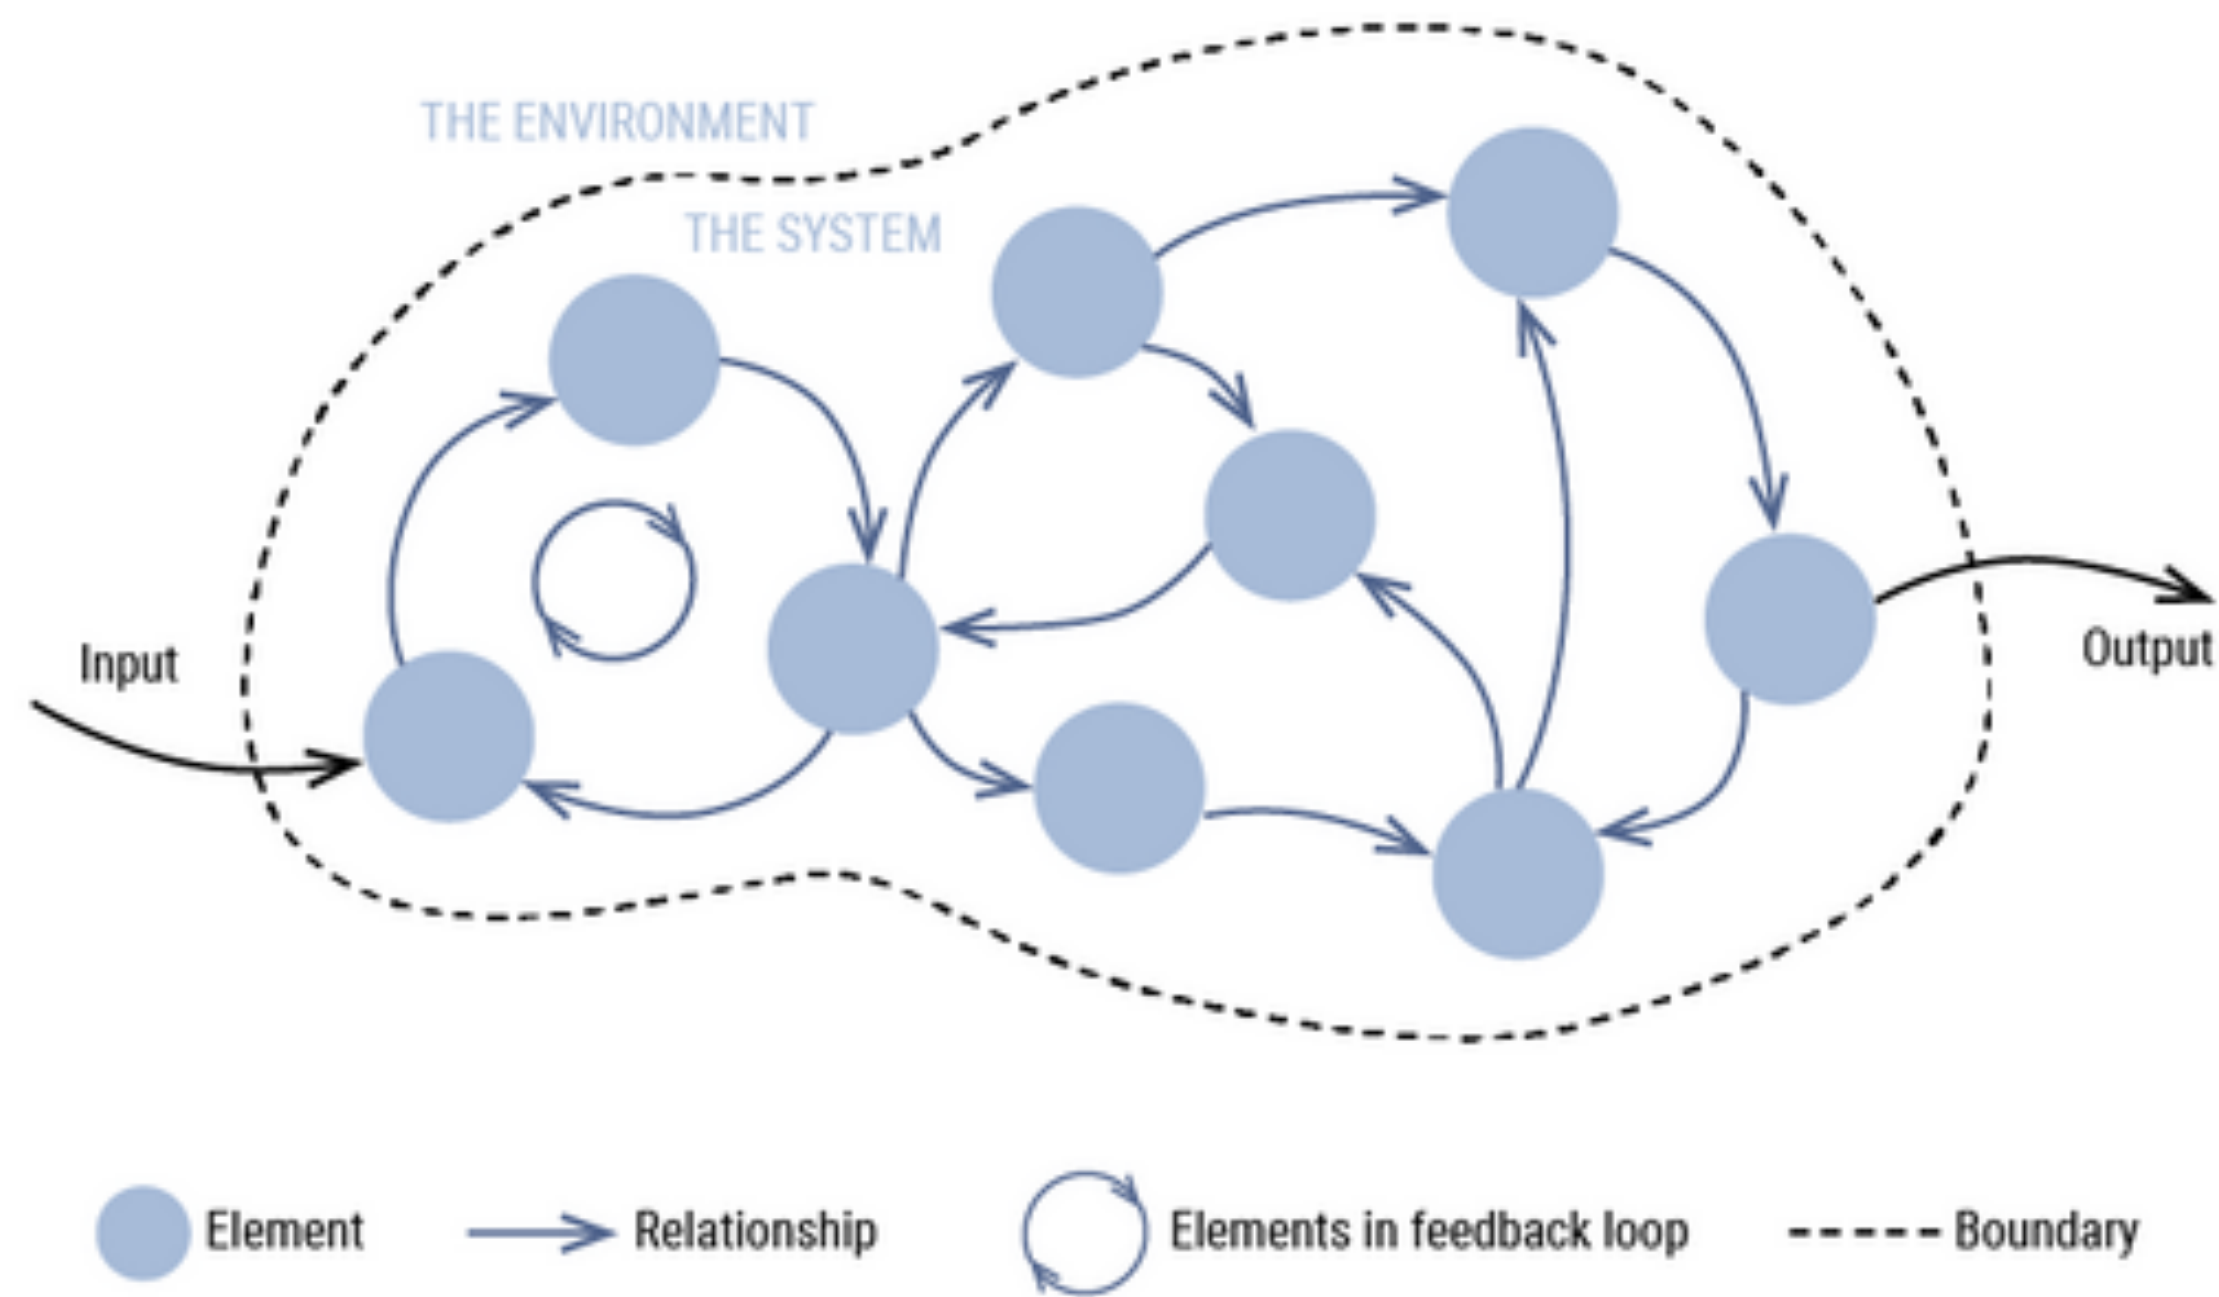 THE ENVIRONMENT
THE SYSTEM
Input
Output
Element
Relationship
Elements in feedback loop
Boundary